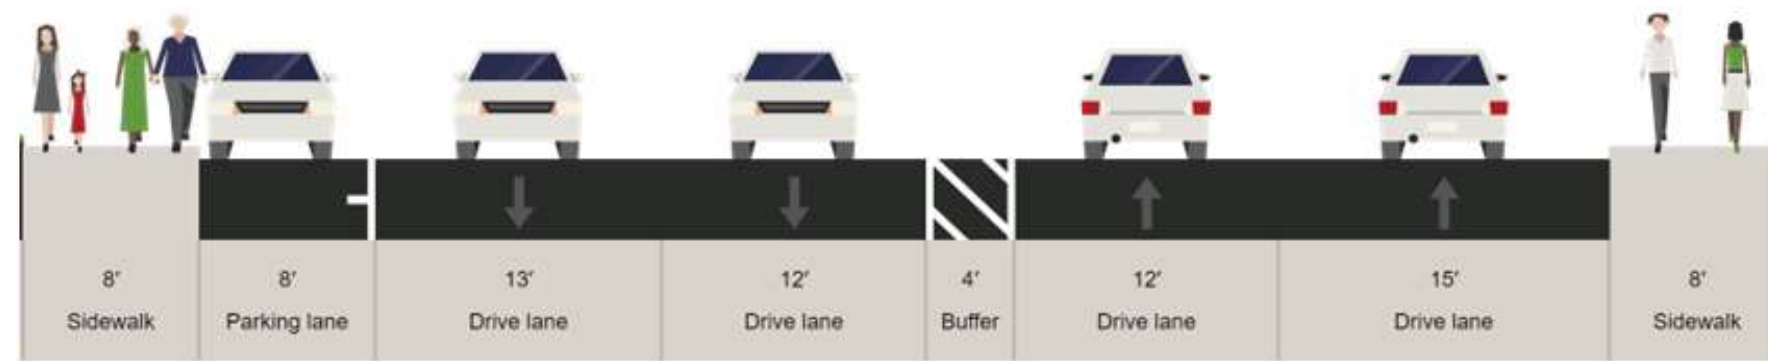 8′ 8′ 13′ 12′ 4′ 12′ 15′ 8′
Sidewalk Parking lane Drive lane Drive lane Buffer Drive lane Drive lane Sidewalk